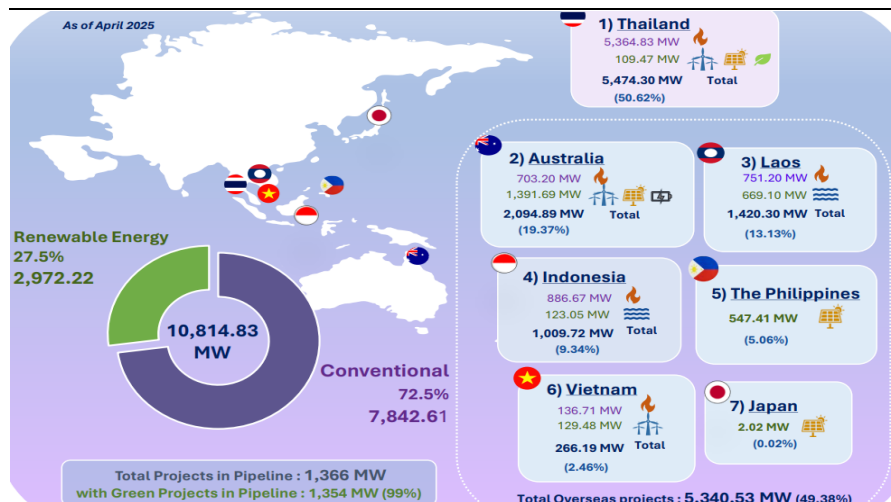 As of April 2025
1) Thailand
5,364.83 MW
109.47 MW
5,474.30 MW Total
(50.62%)
2) Australia
703.20 MW
1,391.69 MW
2,094.89 MW Total
(19.37%)
3) Laos
751.20 MW
669.10 MW
1,420.30 MW Total
(13.13%)
4) Indonesia
886.67 MW
123.05 MW
1,009.72 MW Total
(9.34%)
5) The Philippines
547.41 MW
(5.06%)
6) Vietnam
136.71 MW
129.48 MW
266.19 MW Total
(2.46%)
7) Japan
2.02 MW
(0.02%)
Renewable Energy
27.5%
2,972.22
10,814.83
MW
Conventional
72.5%
7,842.61
Total Projects in Pipeline : 1,366 MW
with Green Projects in Pipeline : 1,354 MW (99%)
Total Overseas projects : 5,340.53 MW (49.38%)